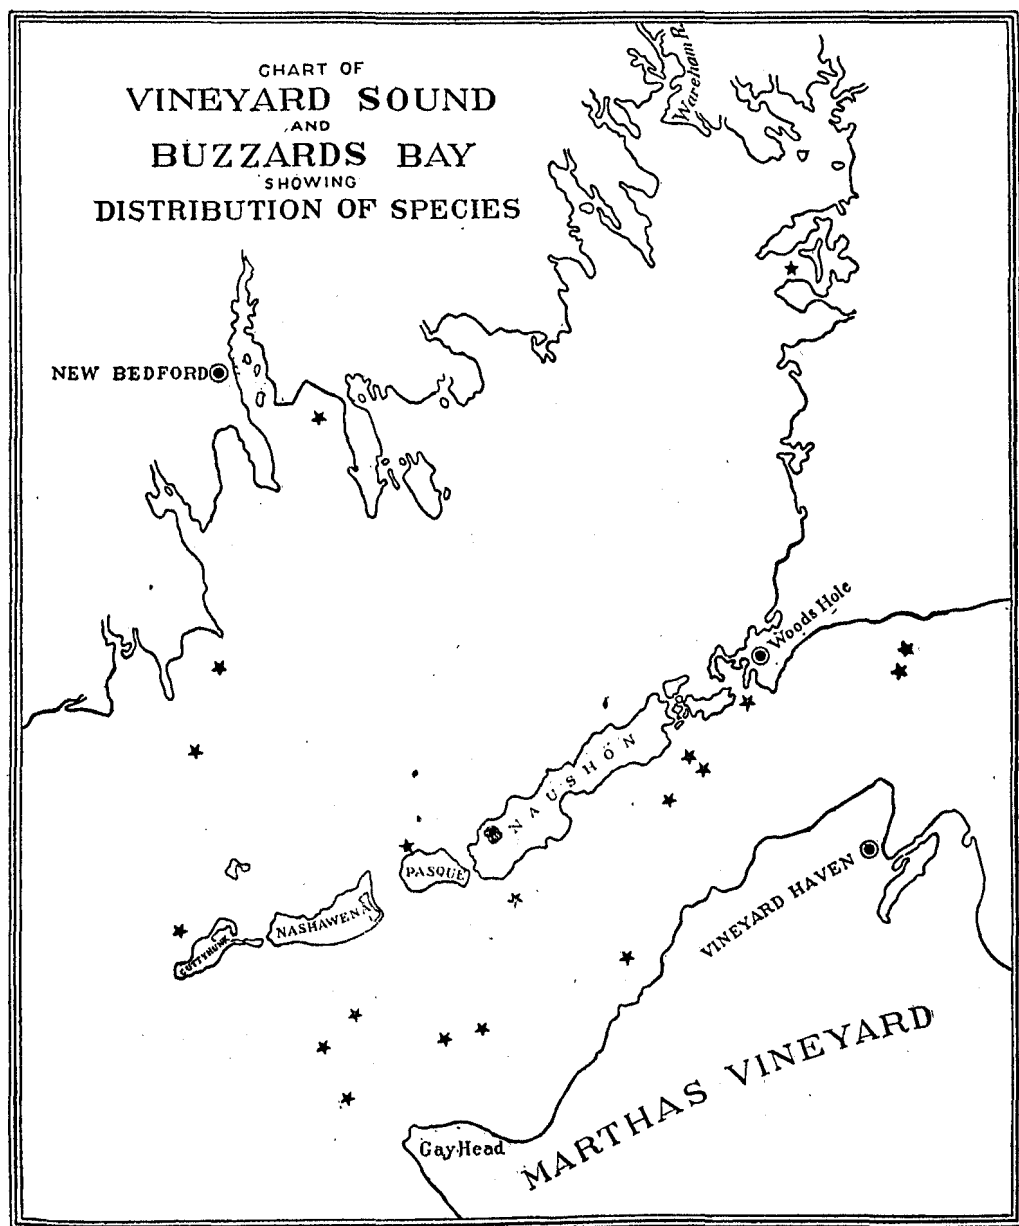 CHART OF
VINEYARD SOUND
AND
BUZZARDS BAY
SHOWING
DISTRIBUTION OF SPECIES
Wareham R.
NEW BEDFORD
Woods Hole
NAUSHON
PASQUE
NASHAWENA
CUTTYHUNK
VINEYARD HAVEN
MARTHAS VINEYARD
Gay Head